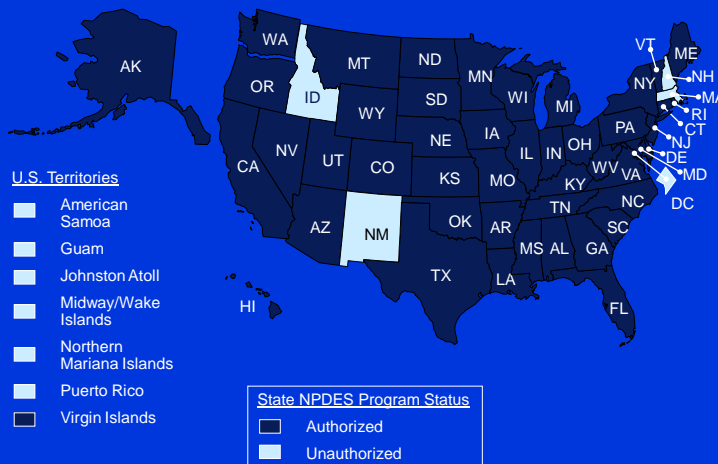 WA
VT
ME
AK
MT
ND
MN
NH
OR
NY
MA
ID
SD
WI
MI
RI
WY
CT
PA
IA
NE
NJ
NV
OH
IL
IN
DE
UT
CO
WV
CA
VA
MD
KS
MO
KY
U.S. Territories
NC
DC
TN
American
Samoa
OK
AZ
NM
AR
SC
Guam
MS
AL
GA
Johnston Atoll
TX
LA
Midway/Wake
Islands
HI
FL
Northern
Mariana Islands
Puerto Rico
State NPDES Program Status
Virgin Islands
Authorized
Unauthorized